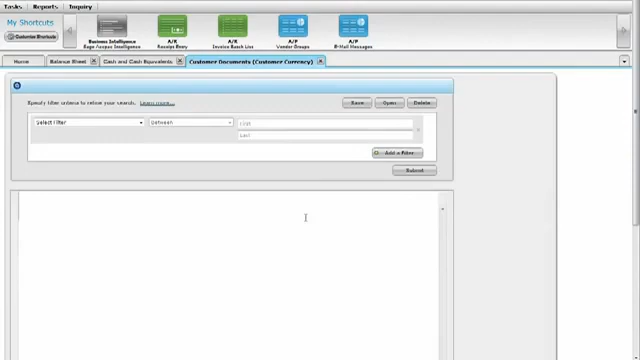 Tasks Reports Inquiry
My Shortcuts
Customize Shortcuts
Business Intelligence
Sage Accpac Intelligence
A/R
Receipt Entry
A/R
Invoice Batch List
A/P
Vendor Groups
A/P
E-Mail Messages
Home Balance Sheet Cash and Cash Equivalents Customer Documents (Customer Currency)
Specify filter criteria to refine your search. Learn more...
Save Open Delete
Select Filter Between First
Last
Add a Filter
Submit